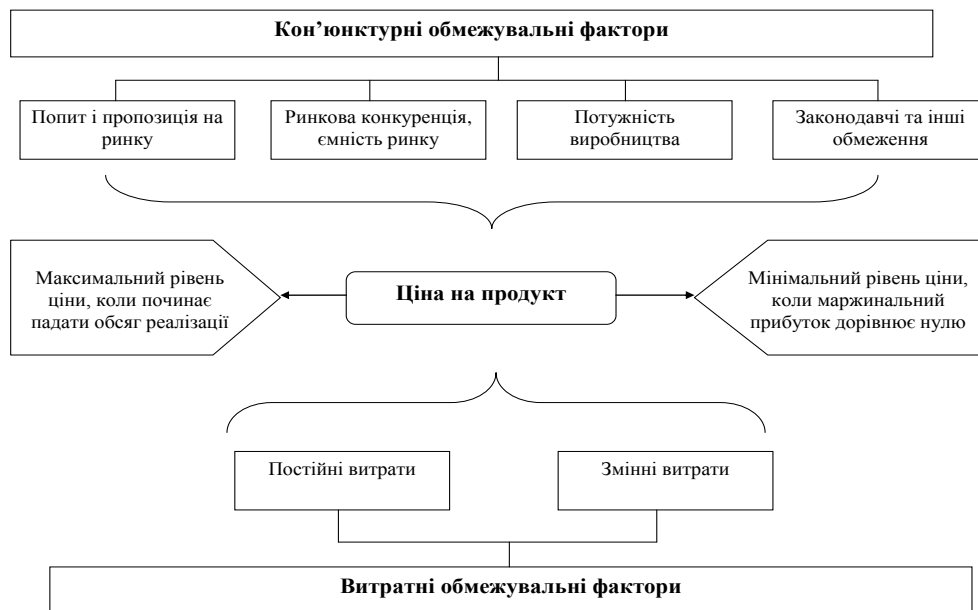 Кон’юнктурні обмежувальні фактори
Попит і пропозиція на
ринку
Ринкова конкуренція,
ємність ринку
Потужність
виробництва
Законодавчі та інші
обмеження
Максимальний рівень
ціни, коли починає
падати обсяг реалізації
Ціна на продукт
Мінімальний рівень ціни,
коли маржинальний
прибуток дорівнює нулю
Постійні витрати
Змінні витрати
Витратні обмежувальні фактори